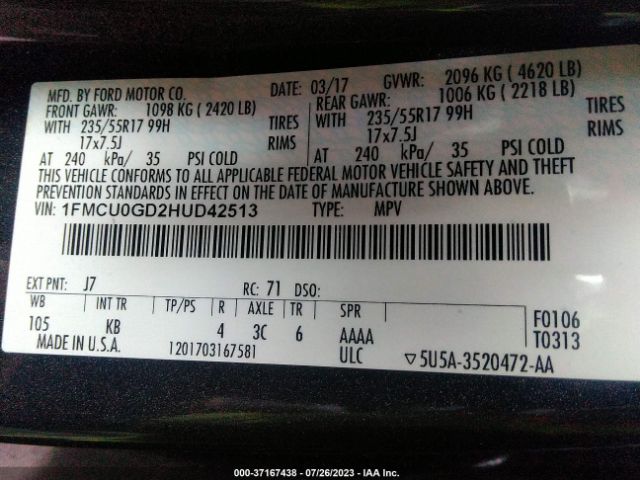 MFD. BY FORD MOTOR CO. DATE: 03/17 GVWR: 2096 KG ( 4620 LB)
FRONT GAWR: 1098 KG ( 2420 LB) REAR GAWR: 1006 KG ( 2218 LB)
WITH 235/55R17 99H TIRES WITH 235/55R17 99H TIRES
17x7.5J RIMS 17x7.5J RIMS
AT 240 kPa/ 35 PSI COLD AT 240 kPa/ 35 PSI COLD
THIS VEHICLE CONFORMS TO ALL APPLICABLE FEDERAL MOTOR VEHICLE SAFETY AND THEFT
PREVENTION STANDARDS IN EFFECT ON THE DATE OF MANUFACTURE SHOWN ABOVE.
VIN: 1FMCU0GD2HUD42513 TYPE: MPV
EXT PNT: J7 RC: 71 DSO:
WB INT TR TP/PS R AXLE TR SPR
105 KB 4 3C 6 AAAA F0106
MADE IN U.S.A. 1201703167581 ULC T0313
▽5U5A-3520472-AA
000-37167438 - 07/26/2023 - IAA Inc.